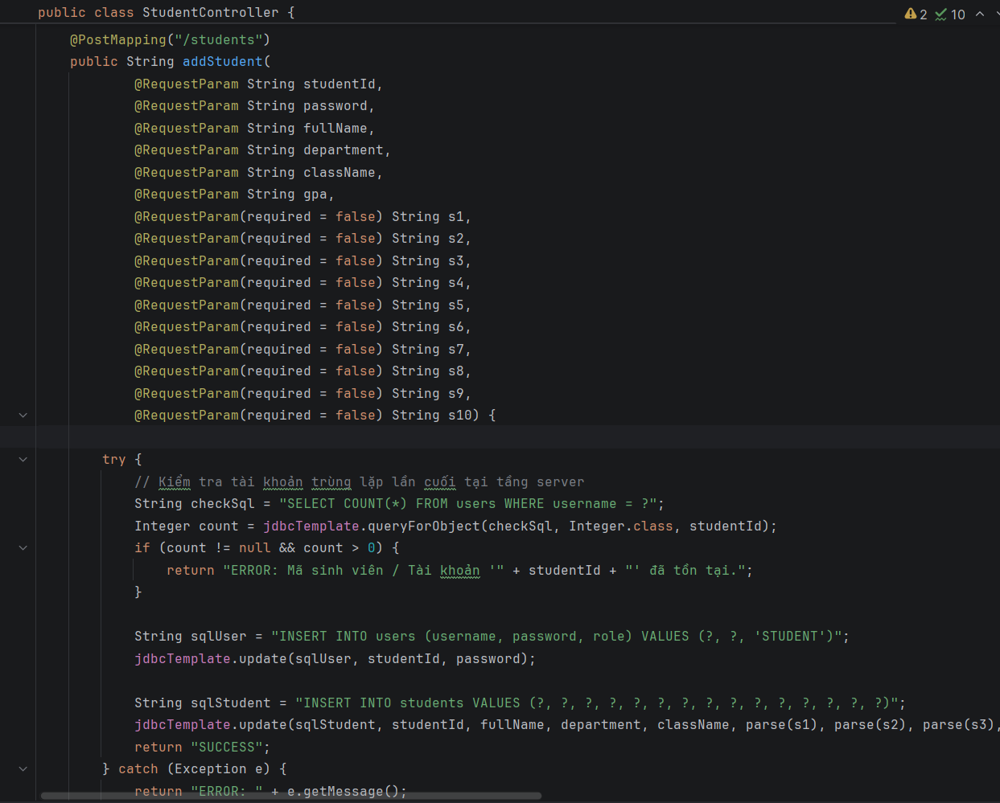 public class StudentController {
2 10
@PostMapping("/students")
public String addStudent(
@RequestParam String studentId,
@RequestParam String password,
@RequestParam String fullName,
@RequestParam String department,
@RequestParam String className,
@RequestParam String gpa,
@RequestParam(required = false) String s1,
@RequestParam(required = false) String s2,
@RequestParam(required = false) String s3,
@RequestParam(required = false) String s4,
@RequestParam(required = false) String s5,
@RequestParam(required = false) String s6,
@RequestParam(required = false) String s7,
@RequestParam(required = false) String s8,
@RequestParam(required = false) String s9,
@RequestParam(required = false) String s10) {
try {
// Kiểm tra tài khoản trùng lặp lần cuối tại tầng server
String checkSql = "SELECT COUNT(*) FROM users WHERE username = ?";
Integer count = jdbcTemplate.queryForObject(checkSql, Integer.class, studentId);
if (count != null && count > 0) {
return "ERROR: Mã sinh viên / Tài khoản '" + studentId + "' đã tồn tại.";
}
String sqlUser = "INSERT INTO users (username, password, role) VALUES (?, ?, 'STUDENT')";
jdbcTemplate.update(sqlUser, studentId, password);
String sqlStudent = "INSERT INTO students VALUES (?, ?, ?, ?, ?, ?, ?, ?, ?, ?, ?, ?, ?, ?, ?)";
jdbcTemplate.update(sqlStudent, studentId, fullName, department, className, parse(s1), parse(s2), parse(s3),
return "SUCCESS";
} catch (Exception e) {
return "ERROR: " + e.getMessage();